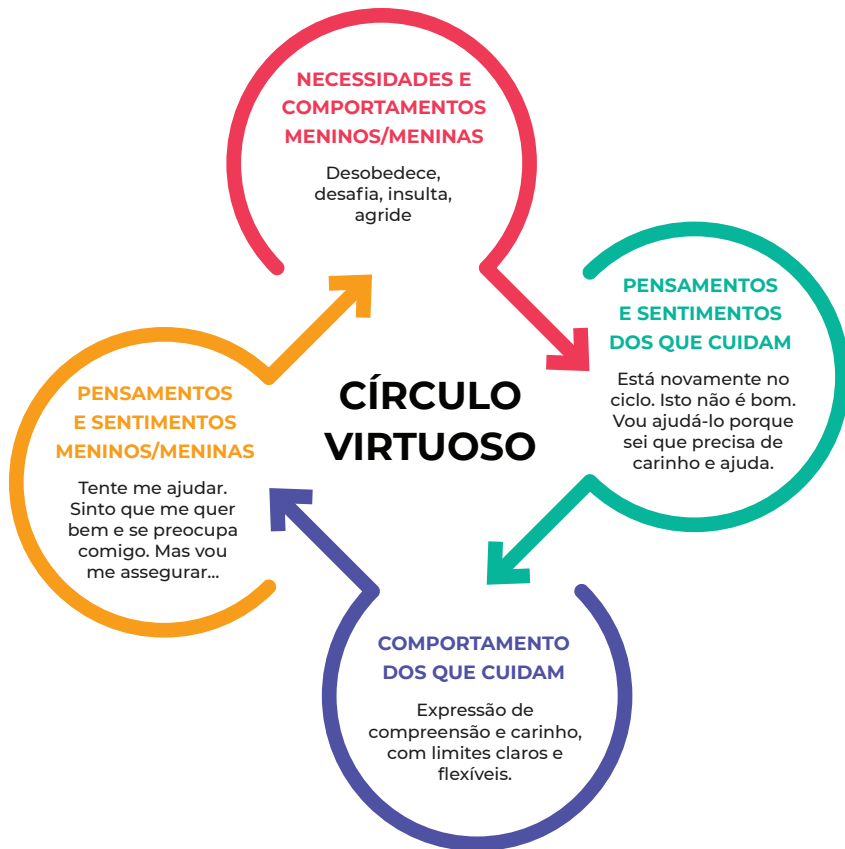 NECESSIDADES E
COMPORTAMENTOS
MENINOS/MENINAS
Desobedece,
desafia, insulta,
agride
PENSAMENTOS
E SENTIMENTOS
DOS QUE CUIDAM
Está novamente no
ciclo. Isto não é bom.
Vou ajudá-lo porque
sei que precisa de
carinho e ajuda.
CÍRCULO
VIRTUOSO
PENSAMENTOS
E SENTIMENTOS
MENINOS/MENINAS
Tente me ajudar.
Sinto que me quer
bem e se preocupa
comigo. Mas vou
me assegurar...
COMPORTAMENTO
DOS QUE CUIDAM
Expressão de
compreensão e carinho,
com limites claros e
flexíveis.